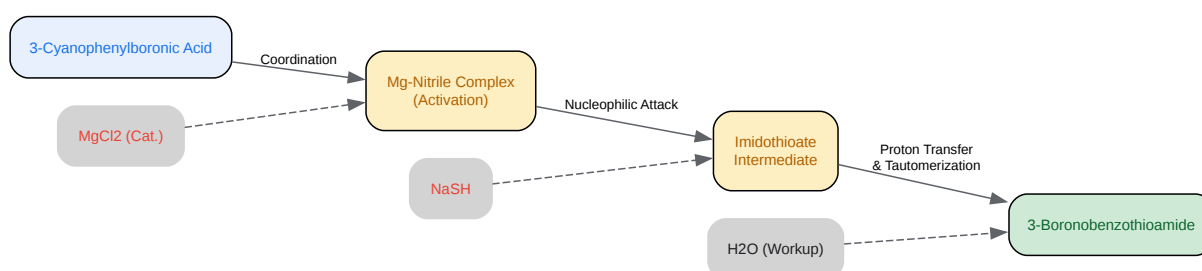 3-Cyanophenylboronic Acid
Coordination
MgCl2 (Cat.)
Mg-Nitrile Complex
(Activation)
Nucleophilic Attack
NaSH
Imidothioate
Intermediate
Proton Transfer
& Tautomerization
H2O (Workup)
3-Boronobenzothioamide